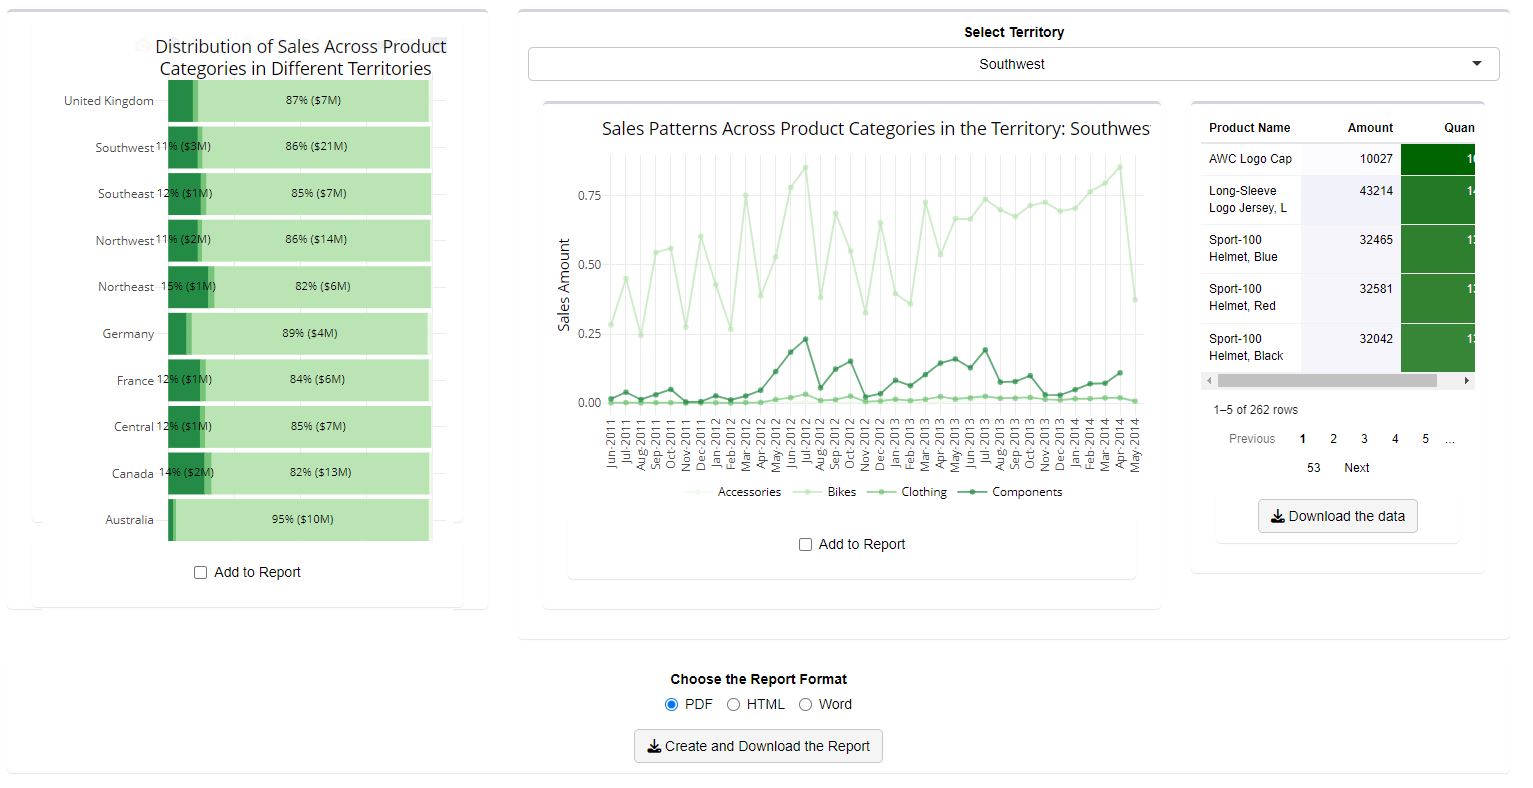 Distribution of Sales Across Product
Categories in Different Territories
United Kingdom 87% ($7M)
Southwest 11% ($3M) 86% ($21M)
Southeast 12% ($1M) 85% ($7M)
Northwest 11% ($2M) 86% ($14M)
Northeast 15% ($1M) 82% ($6M)
Germany 89% ($4M)
France 12% ($1M) 84% ($6M)
Central 12% ($1M) 85% ($7M)
Canada 14% ($2M) 82% ($13M)
Australia 95% ($10M)
Add to Report
Select Territory
Southwest
Sales Patterns Across Product Categories in the Territory: Southwes
Sales Amount
0.75
0.50
0.25
0.00
Jun-2011 Jul-2011 Aug-2011 Sep-2011 Oct-2011 Nov-2011 Dec-2011 Jan-2012 Feb-2012 Mar-2012 Apr-2012 May-2012 Jun-2012 Jul-2012 Aug-2012 Sep-2012 Oct-2012 Nov-2012 Dec-2012 Jan-2013 Feb-2013 Mar-2013 Apr-2013 May-2013 Jun-2013 Jul-2013 Aug-2013 Sep-2013 Oct-2013 Nov-2013 Dec-2013 Jan-2014 Feb-2014 Mar-2014 Apr-2014 May-2014
Accessories Bikes Clothing Components
Add to Report
Product Name Amount Quan
AWC Logo Cap 10027
Long-Sleeve 43214
Logo Jersey, L
Sport-100 32465
Helmet, Blue
Sport-100 32581
Helmet, Red
Sport-100 32042
Helmet, Black
1–5 of 262 rows
Previous 1 2 3 4 5 ...
53 Next
Download the data
Choose the Report Format
PDF HTML Word
Create and Download the Report